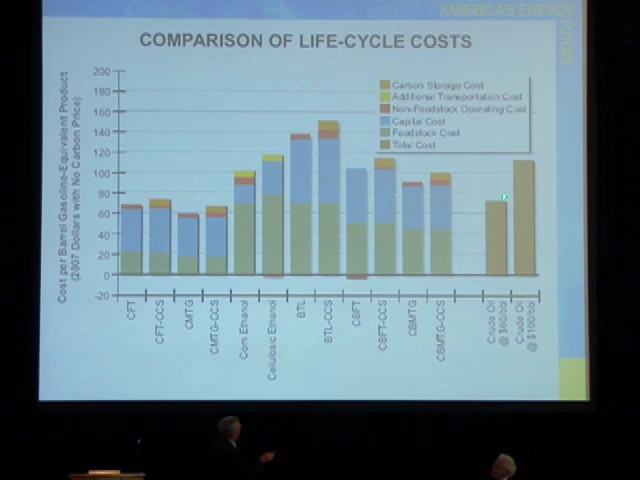 AMERICA'S ENERGY
FUTURE
COMPARISON OF LIFE-CYCLE COSTS
Cost per Barrel Gasoline-Equivalent Product
(2007 Dollars with No Carbon Price)
200
180
160
140
120
100
80
60
40
20
0
-20
Carbon Storage Cost
Additional Transportation Cost
Non-Feedstock Operating Cost
Capital Cost
Feedstock Cost
Total Cost
CFT
CFT-CCS
CMTG
CMTG-CCS
Corn Ethanol
Cellulosic Ethanol
BTL
BTL-CCS
CBFT
CBFT-CCS
CBMTG
CBMTG-CCS
Crude Oil
@ $60/bbl
Crude Oil
@ $100/bbl